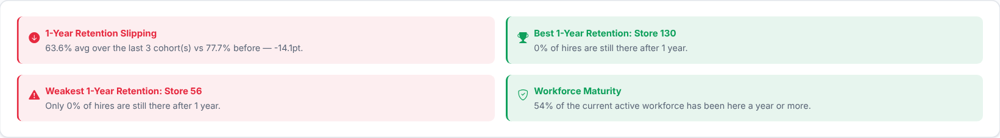 1-Year Retention Slipping
63.6% avg over the last 3 cohort(s) vs 77.7% before — -14.1pt.
Best 1-Year Retention: Store 130
0% of hires are still there after 1 year.
Weakest 1-Year Retention: Store 56
Only 0% of hires are still there after 1 year.
Workforce Maturity
54% of the current active workforce has been here a year or more.